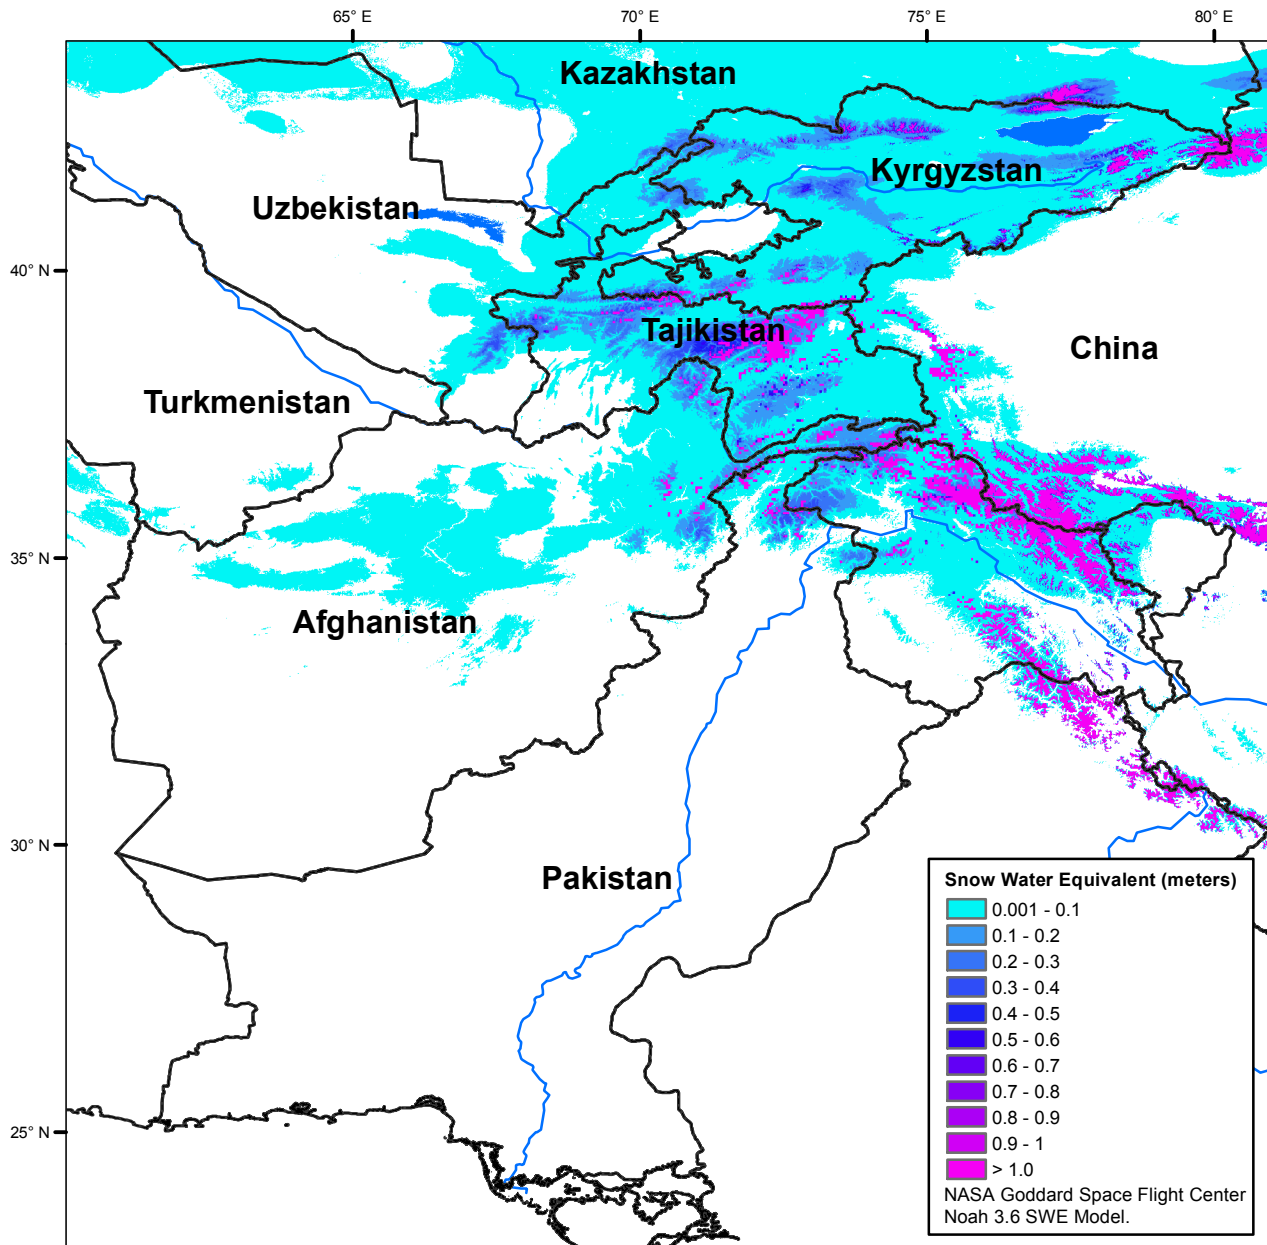 65° E
70° E
75° E
80° E
Kazakhstan
Kyrgyzstan
Uzbekistan
40° N
Tajikistan
China
Turkmenistan
35° N
Afghanistan
30° N
Pakistan
25° N
Snow Water Equivalent (meters)
0.001 - 0.1
0.1 - 0.2
0.2 - 0.3
0.3 - 0.4
0.4 - 0.5
0.5 - 0.6
0.6 - 0.7
0.7 - 0.8
0.8 - 0.9
0.9 - 1
> 1.0
NASA Goddard Space Flight Center
Noah 3.6 SWE Model.